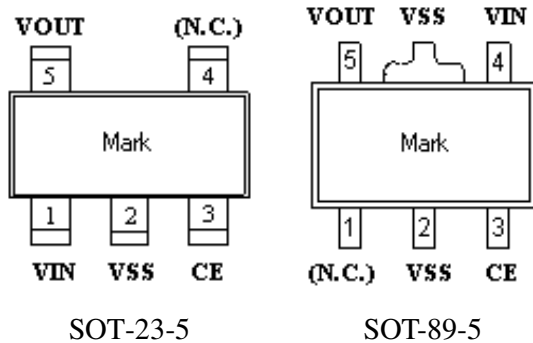 VOUT (N.C.)
5 4
Mark
1 2 3
VIN VSS CE
SOT-23-5
VOUT VSS VIN
5 4
Mark
1 2 3
(N.C.) VSS CE
SOT-89-5